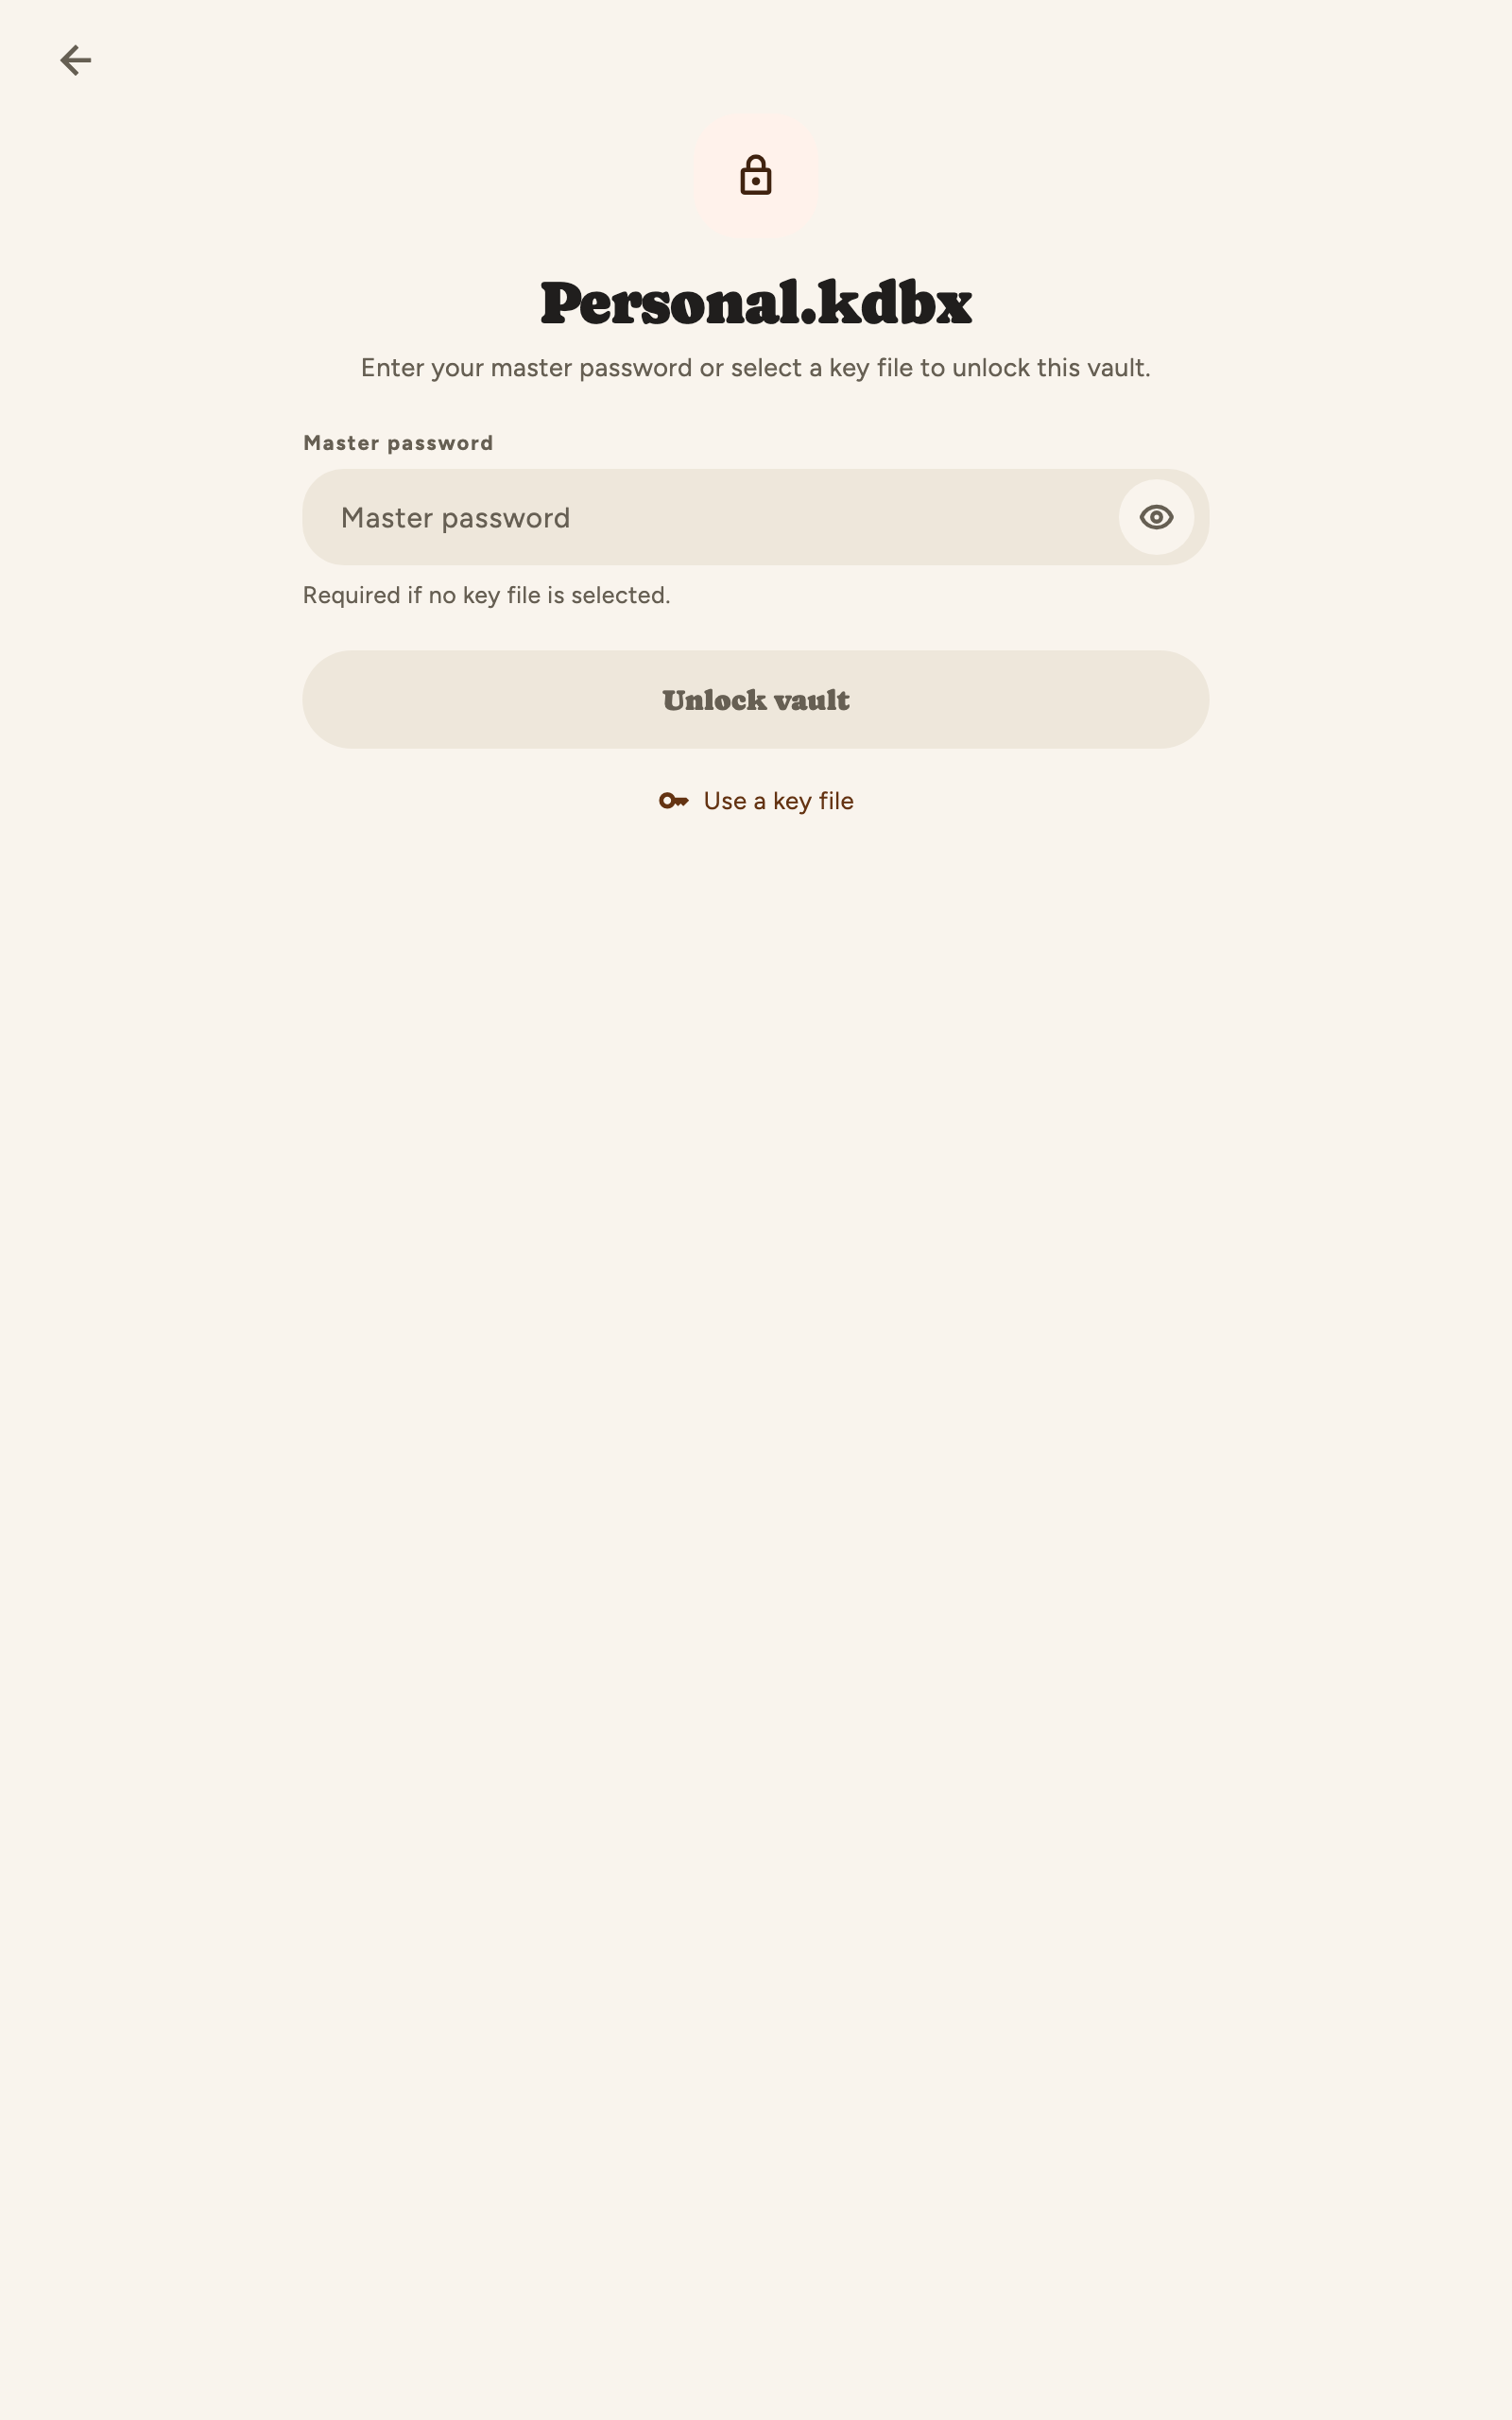 Personal.kdbx
Enter your master password or select a key file to unlock this vault.
Master password
Master password
Required if no key file is selected.
Unlock vault
Use a key file